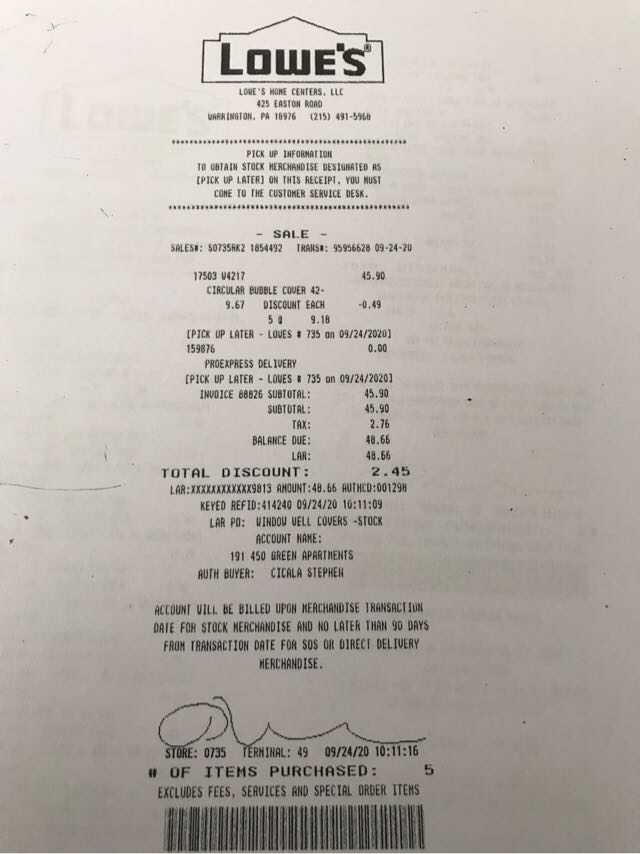 LOWE'S®
LOWE'S HOME CENTERS, LLC
425 EASTON ROAD
WARRINGTON, PA 18976 (215) 491-5968
PICK UP INFORMATION
TO OBTAIN STOCK MERCHANDISE DESIGNATED AS
[PICK UP LATER] ON THIS RECEIPT, YOU MUST
COME TO THE CUSTOMER SERVICE DESK.
- SALE -
SALES#: S0735RK2 1854492 TRANS#: 95956628 09-24-20
17503 W4217 45.90
CIRCULAR BUBBLE COVER 42-
9.67 DISCOUNT EACH -0.49
5 @ 9.18
[PICK UP LATER - LOWES # 735 on 09/24/2020]
159876 0.00
PROEXPRESS DELIVERY
[PICK UP LATER - LOWES # 735 on 09/24/2020]
INVOICE 88826 SUBTOTAL: 45.90
SUBTOTAL: 45.90
TAX: 2.76
BALANCE DUE: 48.66
LAR: 48.66
TOTAL DISCOUNT: 2.45
LAR:XXXXXXXXXXXX9813 AMOUNT:48.66 AUTHCD:001298
KEYED REFID:414240 09/24/20 10:11:09
LAR PO: WINDOW WELL COVERS -STOCK
ACCOUNT NAME:
191 450 GREEN APARTMENTS
AUTH BUYER: CICALA STEPHEN
ACCOUNT WILL BE BILLED UPON MERCHANDISE TRANSACTION
DATE FOR STOCK MERCHANDISE AND NO LATER THAN 90 DAYS
FROM TRANSACTION DATE FOR SOS OR DIRECT DELIVERY
MERCHANDISE.
STORE: 0735 TERMINAL: 49 09/24/20 10:11:16
# OF ITEMS PURCHASED: 5
EXCLUDES FEES, SERVICES AND SPECIAL ORDER ITEMS